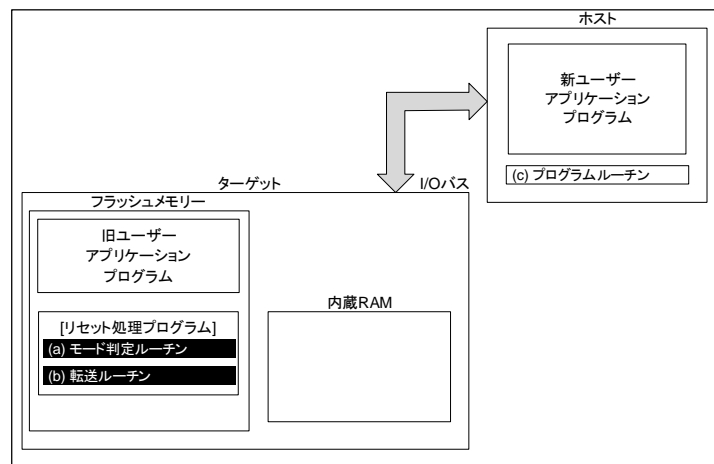 ホスト
新ユーザー
アプリケーション
プログラム
(c) プログラムルーチン
ターゲット
I/Oバス
フラッシュメモリー
旧ユーザー
アプリケーション
プログラム
[リセット処理プログラム]
(a) モード判定ルーチン
(b) 転送ルーチン
内蔵RAM